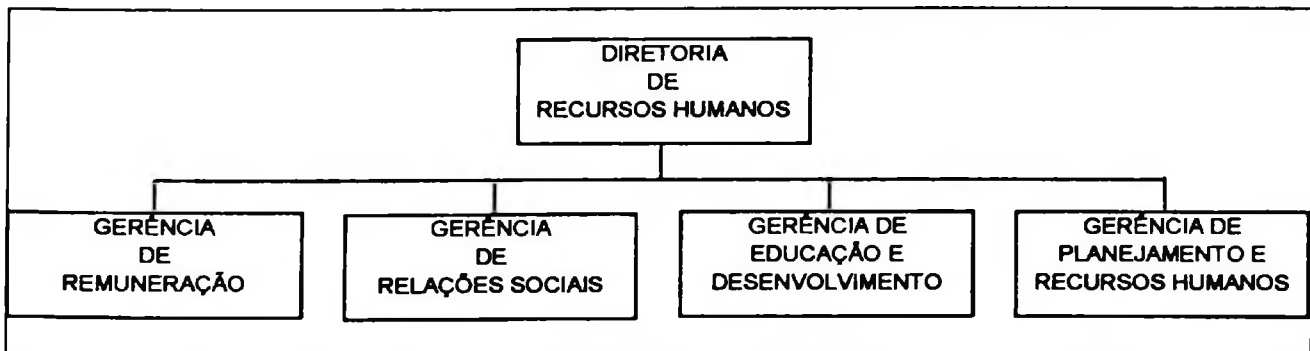 DIRETORIA
DE
RECURSOS HUMANOS
GERÊNCIA
DE
REMUNERAÇÃO
GERÊNCIA
DE
RELAÇÕES SOCIAIS
GERÊNCIA DE
EDUCAÇÃO E
DESENVOLVIMENTO
GERÊNCIA DE
PLANEJAMENTO E
RECURSOS HUMANOS